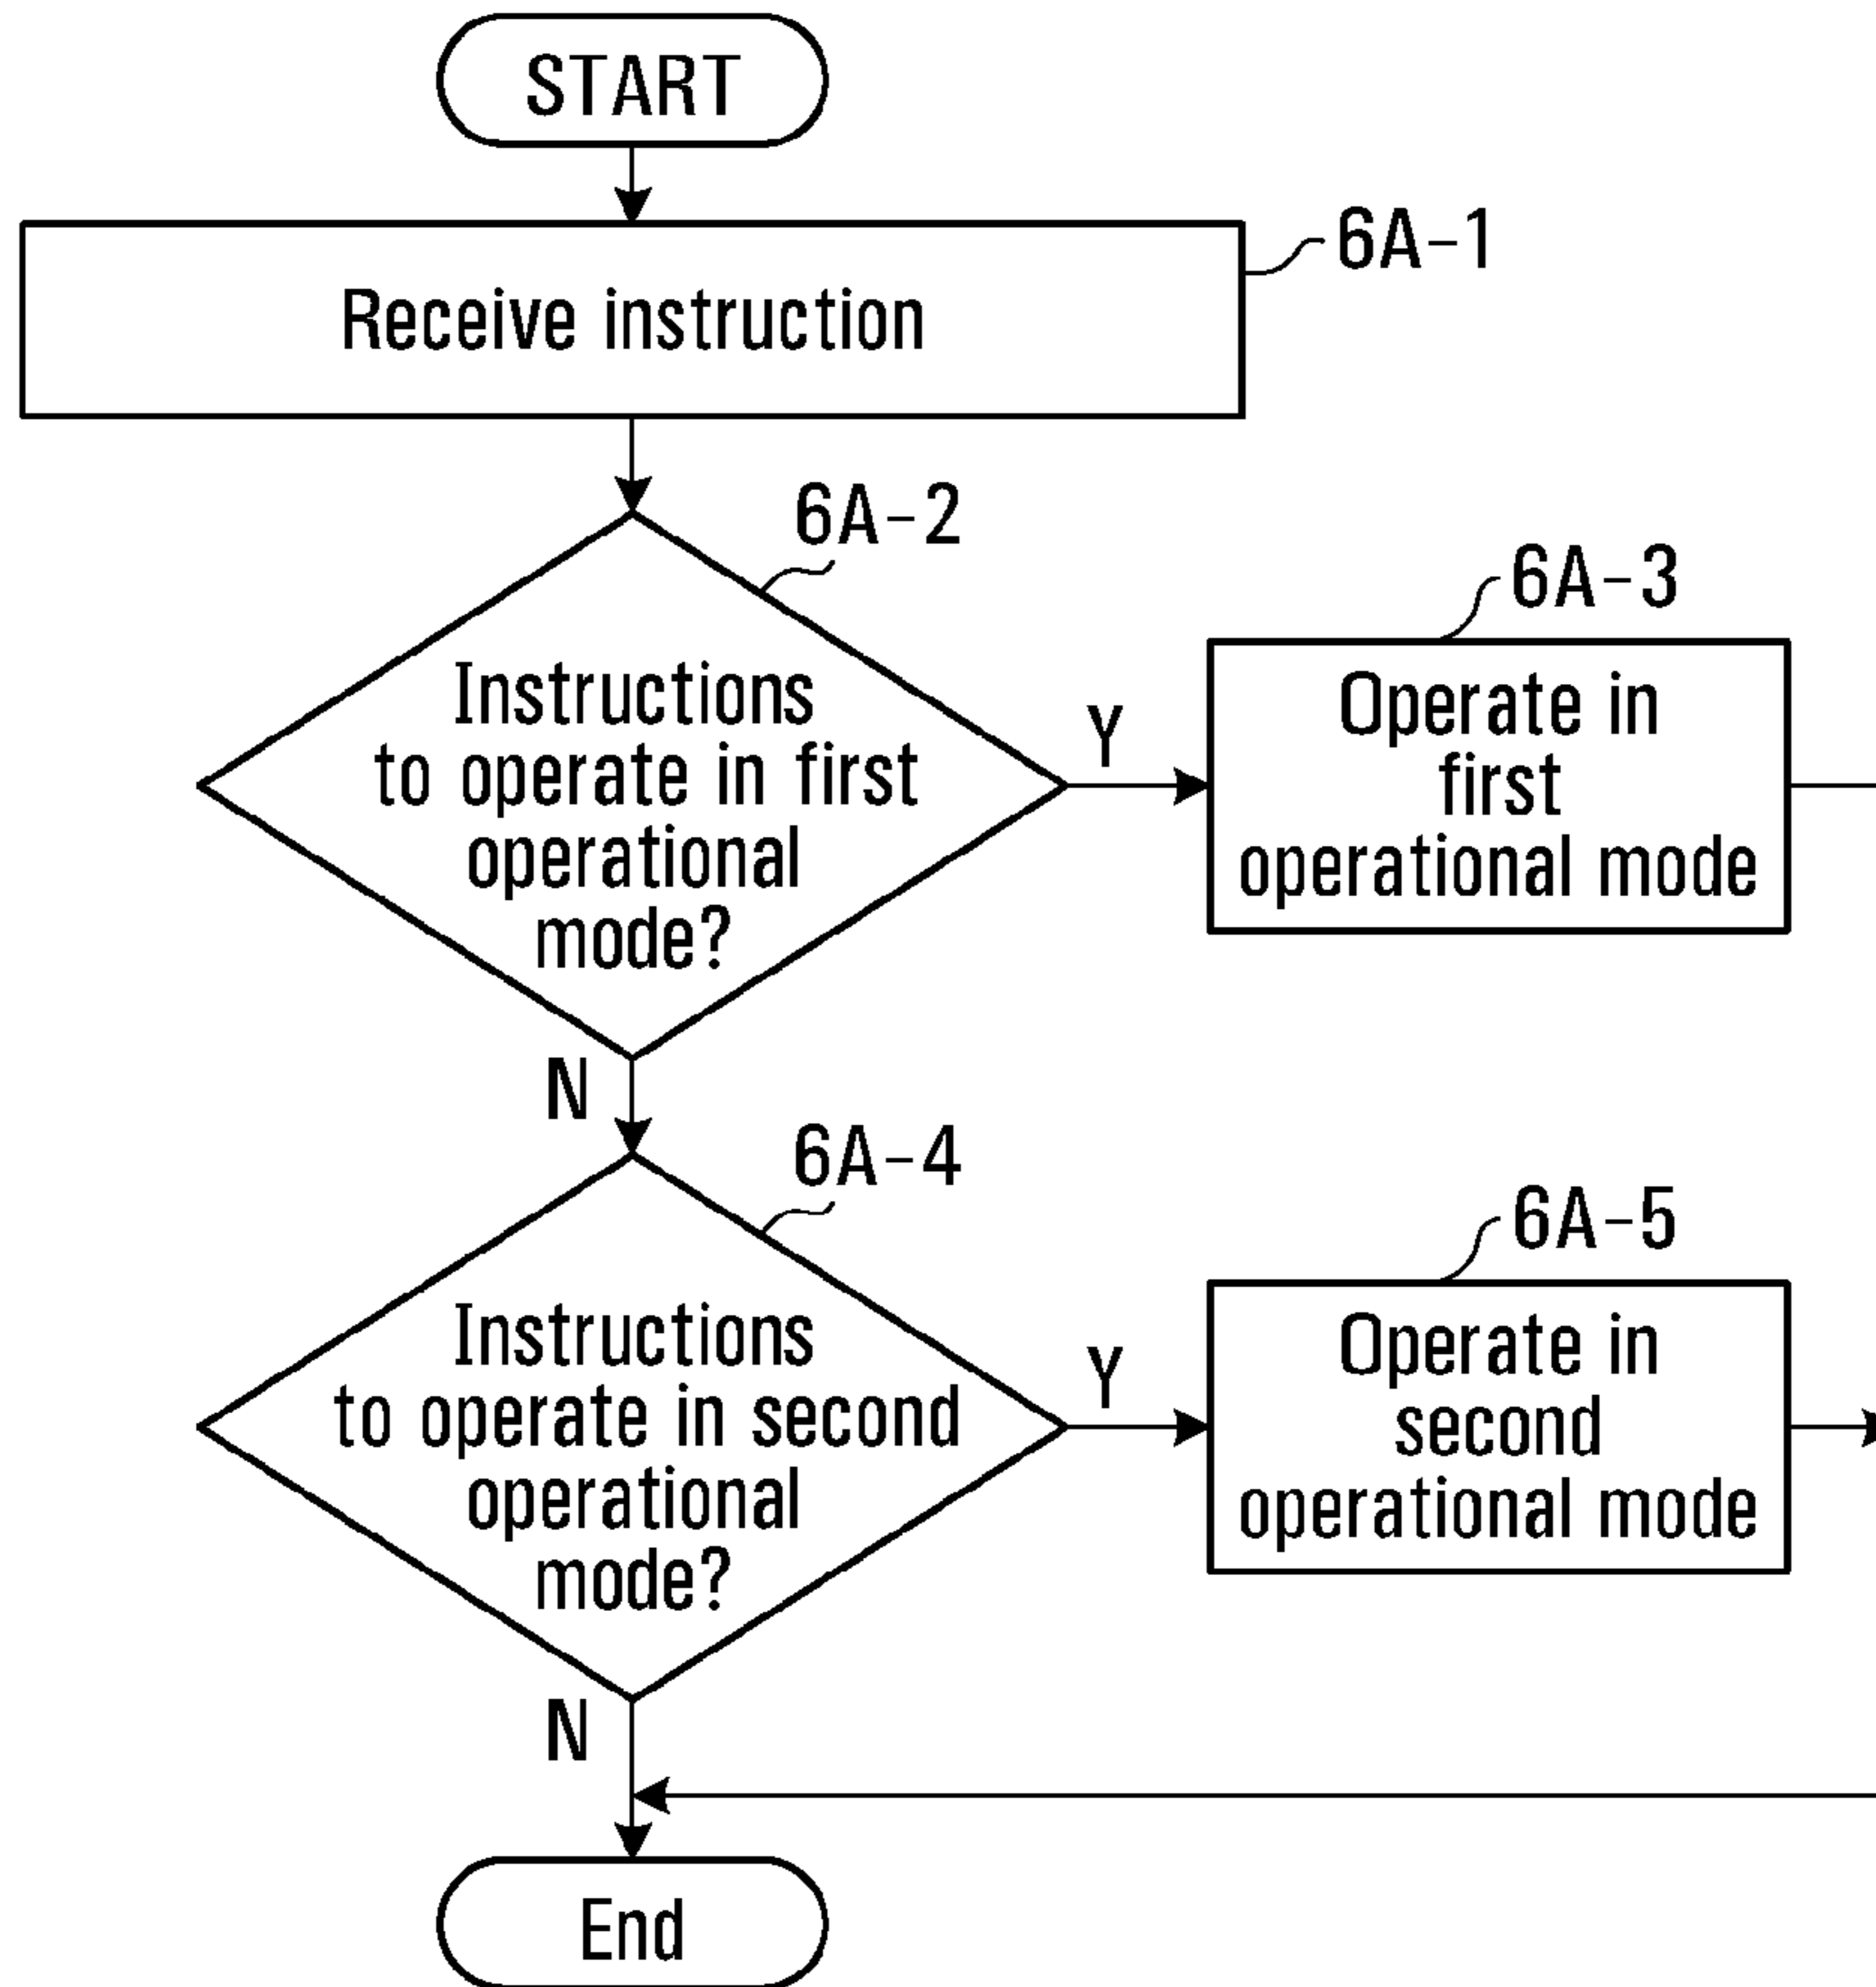 START
6A-1
Receive instruction
6A-2
Instructions
to operate in first
operational
mode?
Y
6A-3
Operate in
first
operational mode
N
6A-4
Instructions
to operate in second
operational
mode?
Y
6A-5
Operate in
second
operational mode
N
End